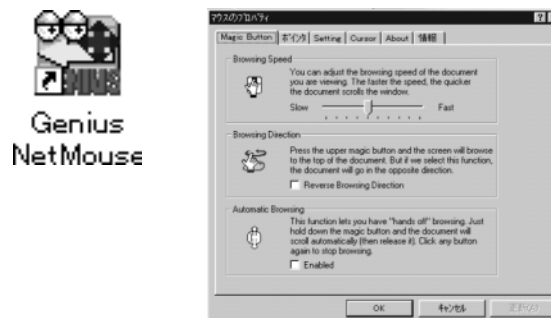 Genius
NetMouse
マウスのプロパティ
Magic Button ポインタ Setting Cursor About 情報
Browsing Speed
You can adjust the browsing speed of the document
you are viewing. The faster the speed, the quicker
the document scrolls the window.
Slow Fast
Browsing Direction
Press the upper magic button and the screen will browse
to the top of the document. But if we select this function,
the document will go in the opposite direction.
Reverse Browsing Direction
Automatic Browsing
This function lets you have "hands off" browsing. Just
hold down the magic button and the document will
scroll automatically (then release it). Click any button
again to stop browsing.
Enabled
OK キャンセル 更新(A)